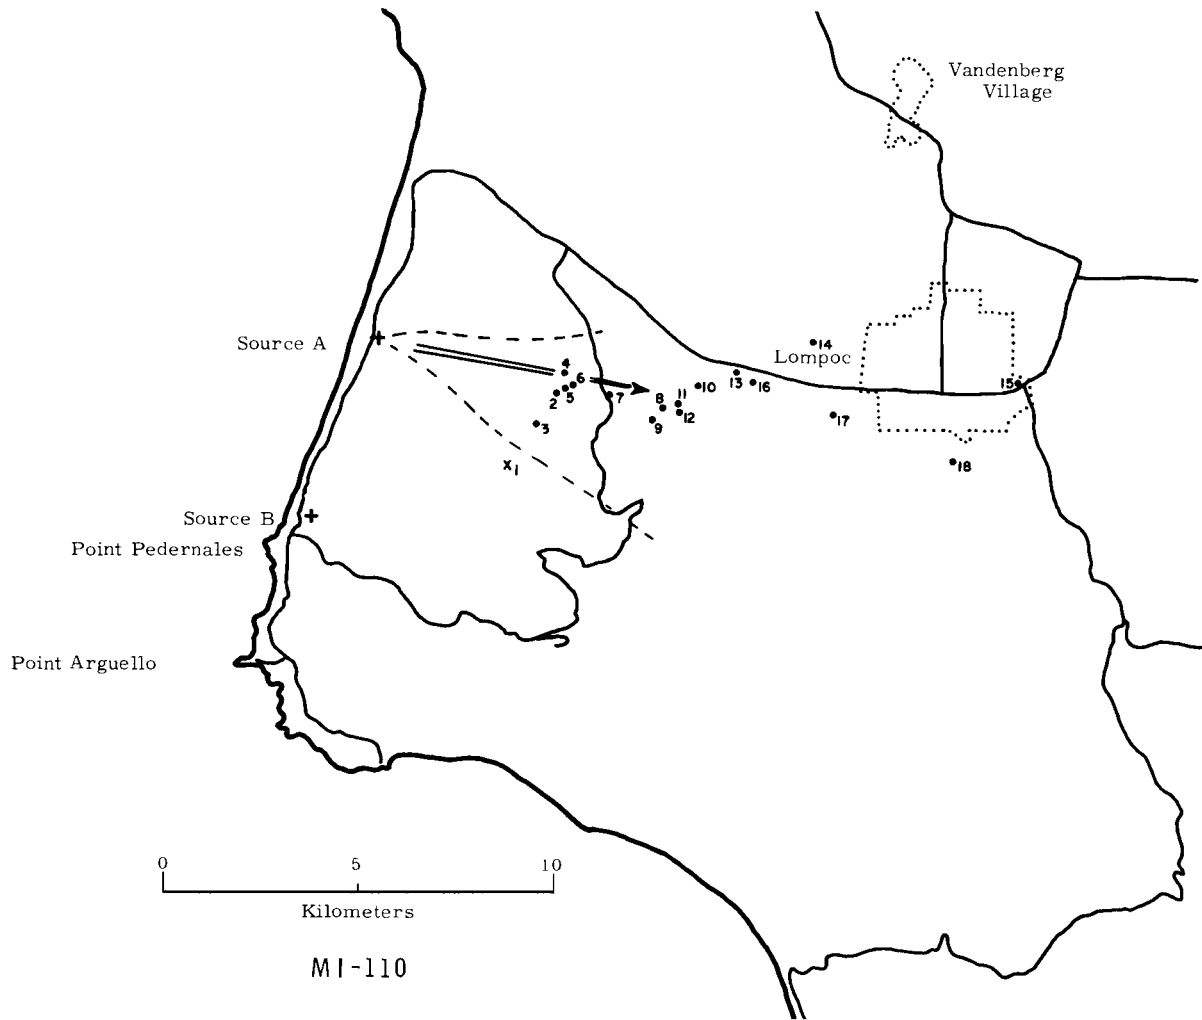 Vandenberg
Village
Source A
Lompoc
14
4
6
2
5
7
3
8
11
10
13
16
9
12
15
17
18
X1
Source B
Point Pedernales
Point Arguello
0 5 10
Kilometers
MI-110